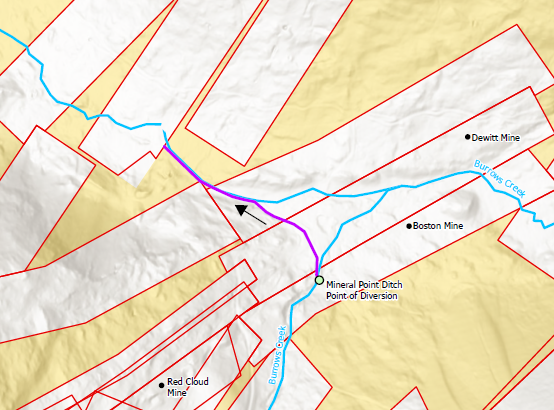 Dewitt Mine
Burrows Creek
Boston Mine
Mineral Point Ditch
Point of Diversion
Burrows Creek
Red Cloud
Mine